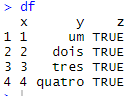 > df
x y z
1 1 um TRUE
2 2 dois TRUE
3 3 tres TRUE
4 4 quatro TRUE
>